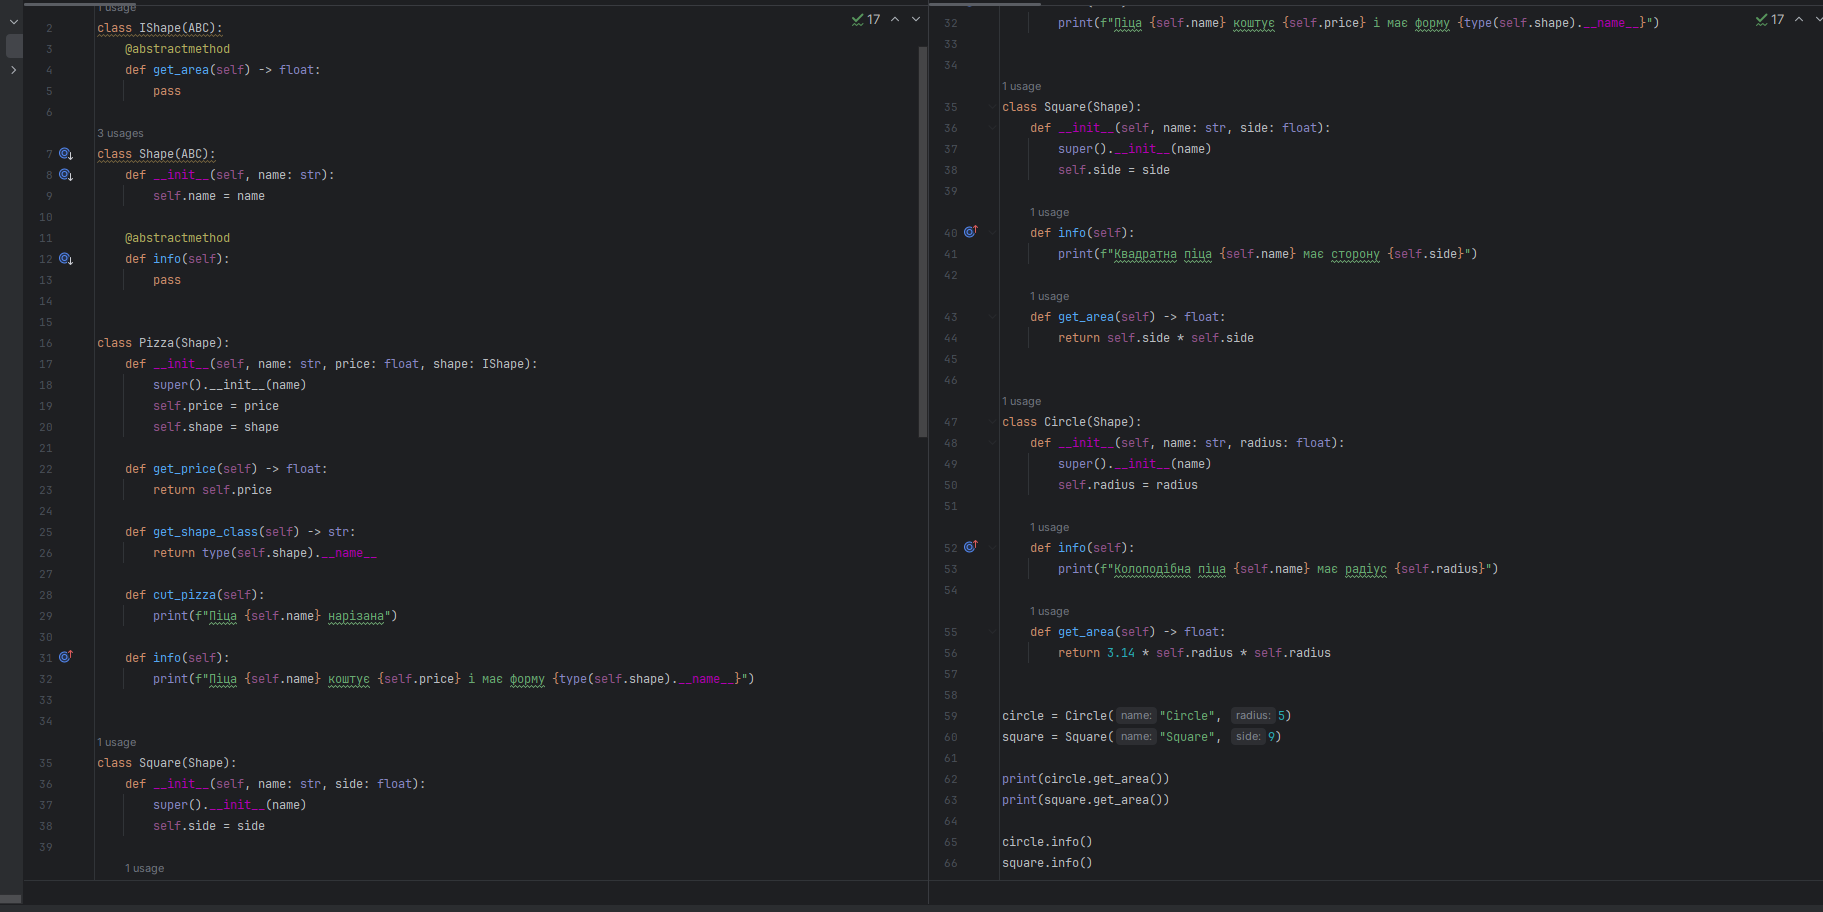 1 usage
17
2 class IShape(ABC):
3 @abstractmethod
4 def get_area(self) -> float:
5 pass
6
3 usages
7 class Shape(ABC):
8 def __init__(self, name: str):
9 self.name = name
10
11 @abstractmethod
12 def info(self):
13 pass
14
15
16 class Pizza(Shape):
17 def __init__(self, name: str, price: float, shape: IShape):
18 super().__init__(name)
19 self.price = price
20 self.shape = shape
21
22 def get_price(self) -> float:
23 return self.price
24
25 def get_shape_class(self) -> str:
26 return type(self.shape).__name__
27
28 def cut_pizza(self):
29 print(f"Піца {self.name} нарізана")
30
31 def info(self):
32 print(f"Піца {self.name} коштує {self.price} і має форму {type(self.shape).__name__}")
33
34
1 usage
35 class Square(Shape):
36 def __init__(self, name: str, side: float):
37 super().__init__(name)
38 self.side = side
39
1 usage
17
32 print(f"Піца {self.name} коштує {self.price} і має форму {type(self.shape).__name__}")
33
34
1 usage
35 class Square(Shape):
36 def __init__(self, name: str, side: float):
37 super().__init__(name)
38 self.side = side
39
1 usage
40 def info(self):
41 print(f"Квадратна піца {self.name} має сторону {self.side}")
42
1 usage
43 def get_area(self) -> float:
44 return self.side * self.side
45
46
1 usage
47 class Circle(Shape):
48 def __init__(self, name: str, radius: float):
49 super().__init__(name)
50 self.radius = radius
51
1 usage
52 def info(self):
53 print(f"Колоподібна піца {self.name} має радіус {self.radius}")
54
1 usage
55 def get_area(self) -> float:
56 return 3.14 * self.radius * self.radius
57
58
59 circle = Circle( name: "Circle", radius: 5)
60 square = Square( name: "Square", side: 9)
61
62 print(circle.get_area())
63 print(square.get_area())
64
65 circle.info()
66 square.info()